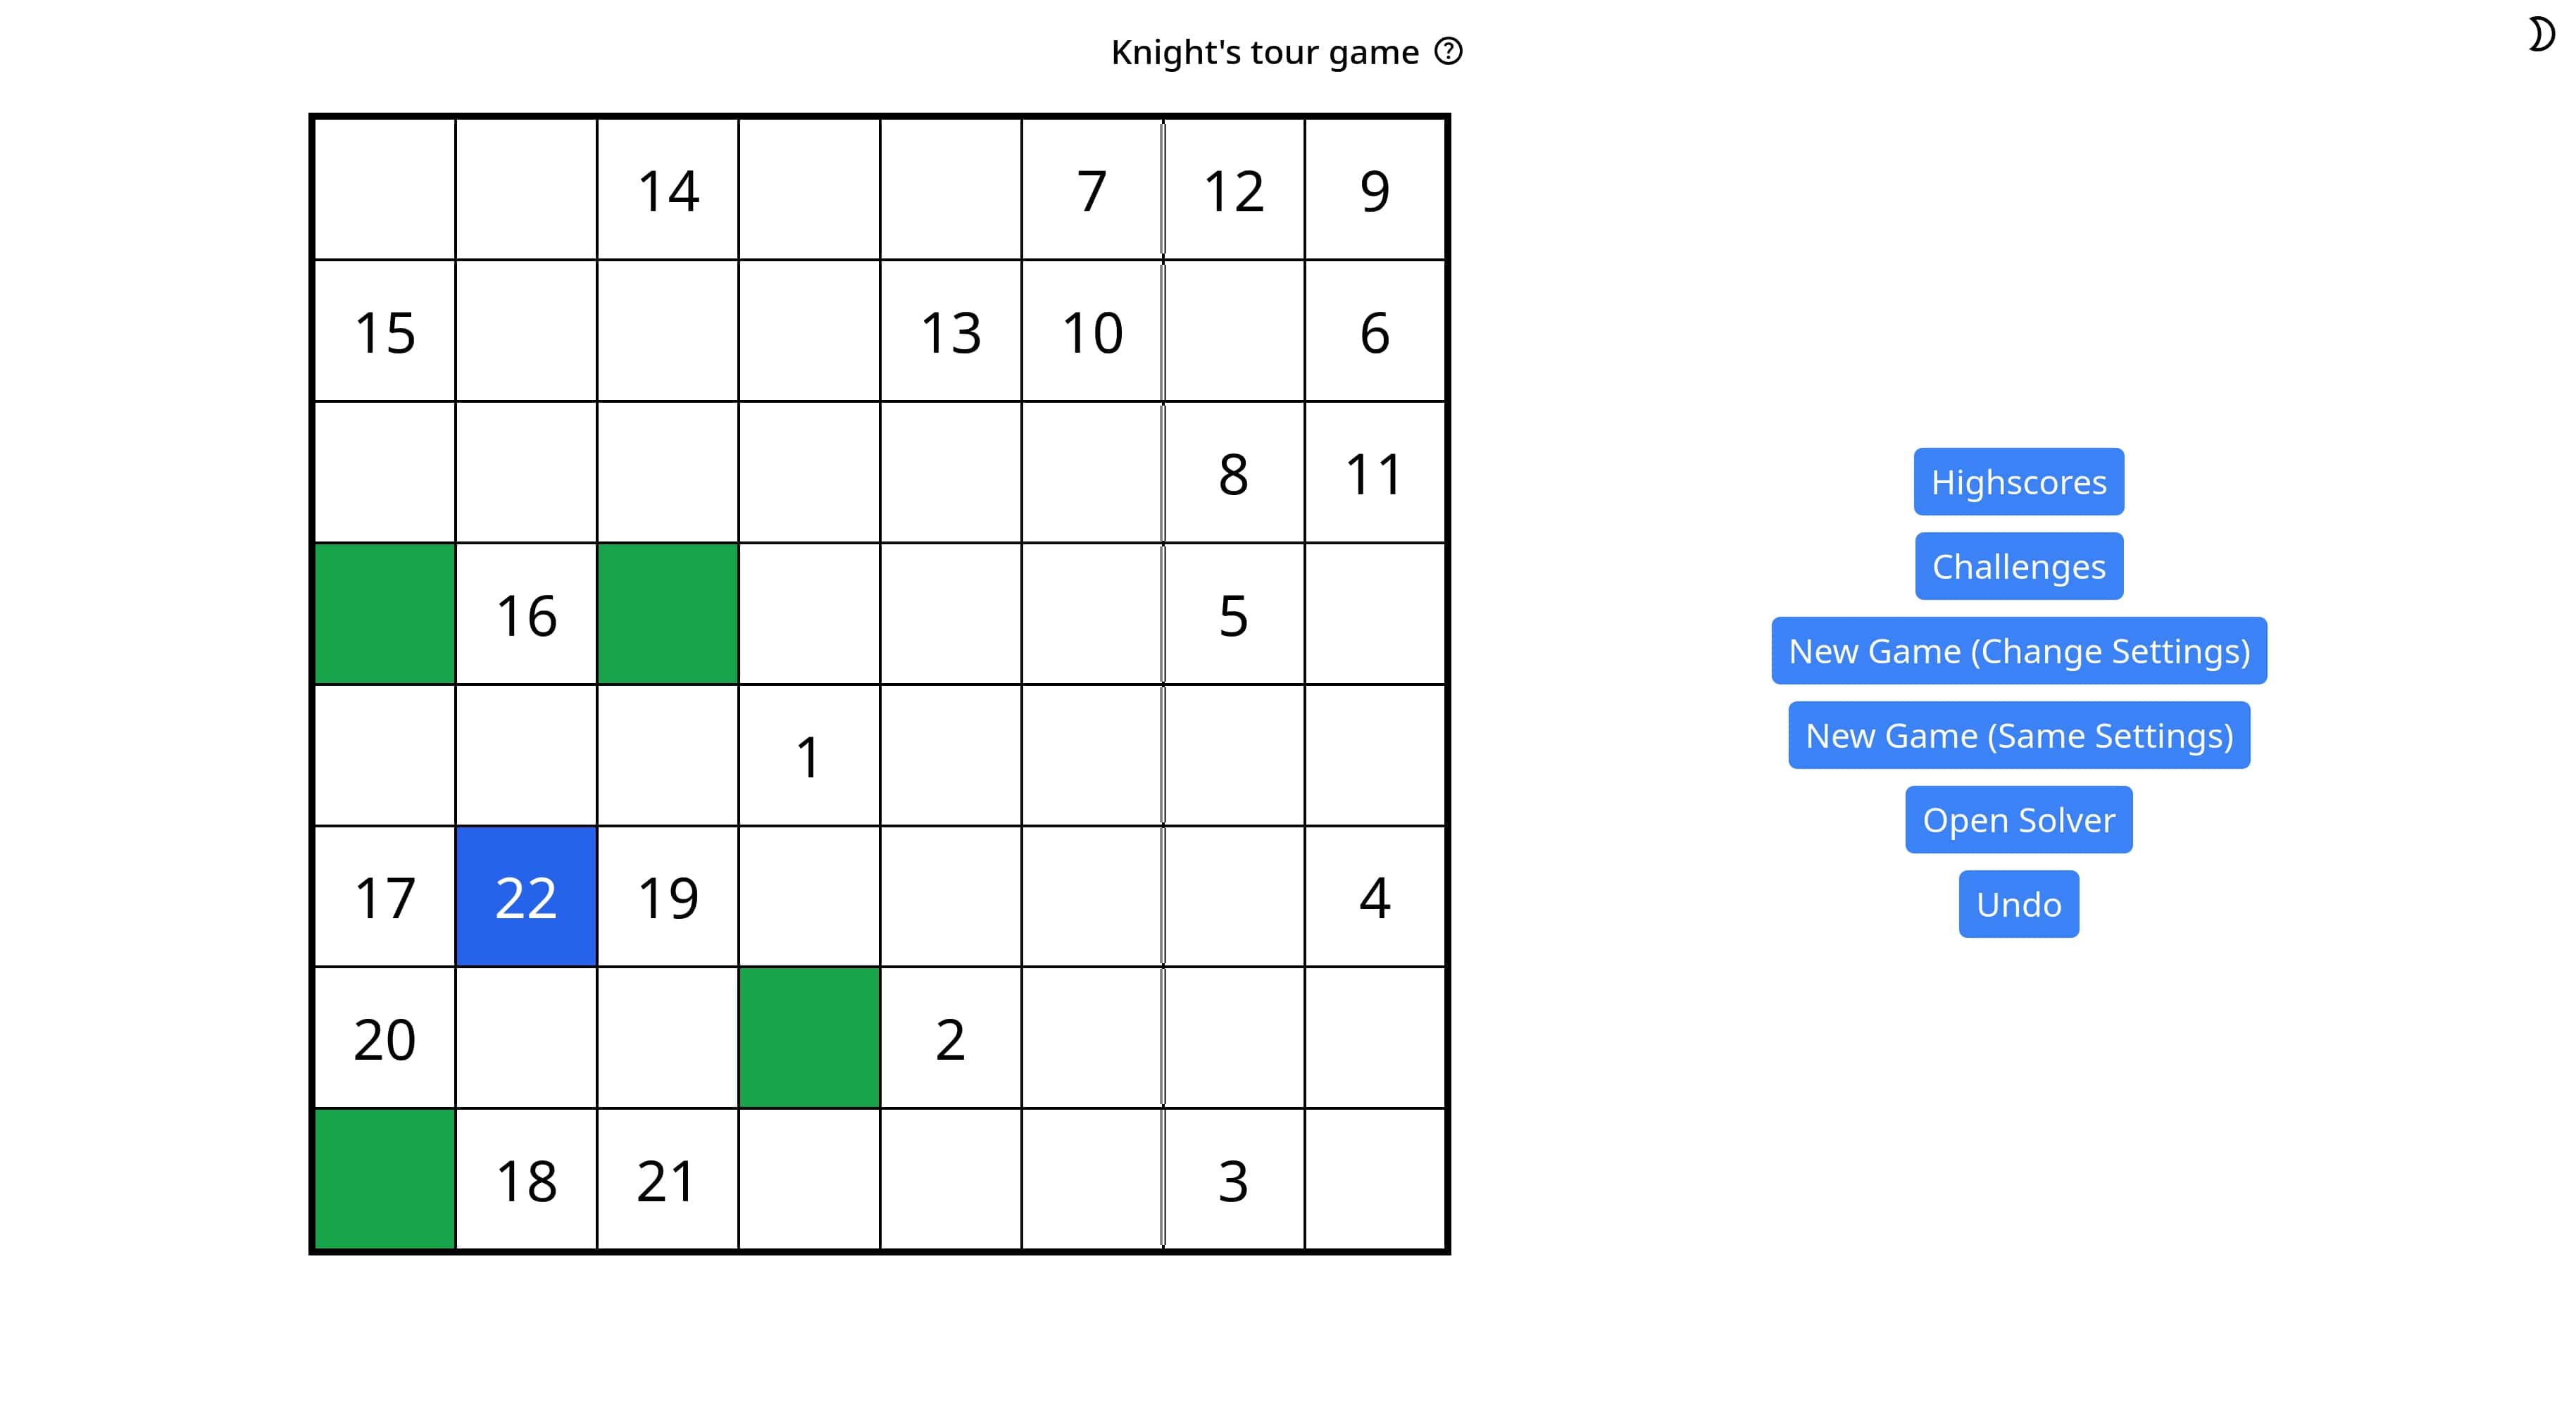 Knight's tour game
14 7 12 9
15 13 10 6
8 11
16 5
1
17 22 19 4
20 2
18 21 3
Highscores
Challenges
New Game (Change Settings)
New Game (Same Settings)
Open Solver
Undo